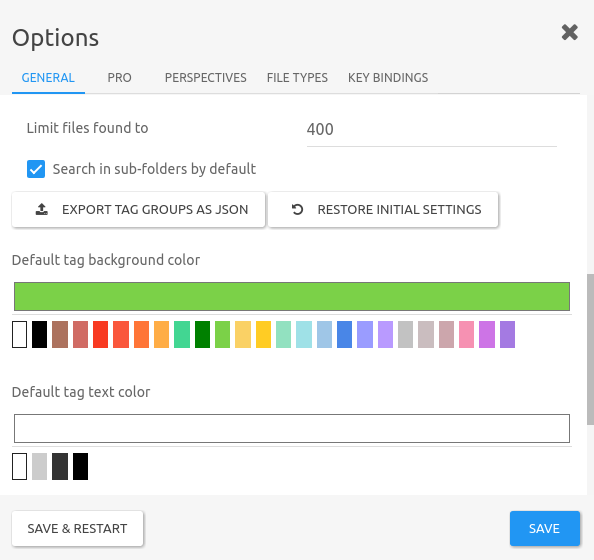 Options
GENERAL PRO PERSPECTIVES FILE TYPES KEY BINDINGS
Limit files found to 400
Search in sub-folders by default
EXPORT TAG GROUPS AS JSON RESTORE INITIAL SETTINGS
Default tag background color
Default tag text color
SAVE & RESTART SAVE